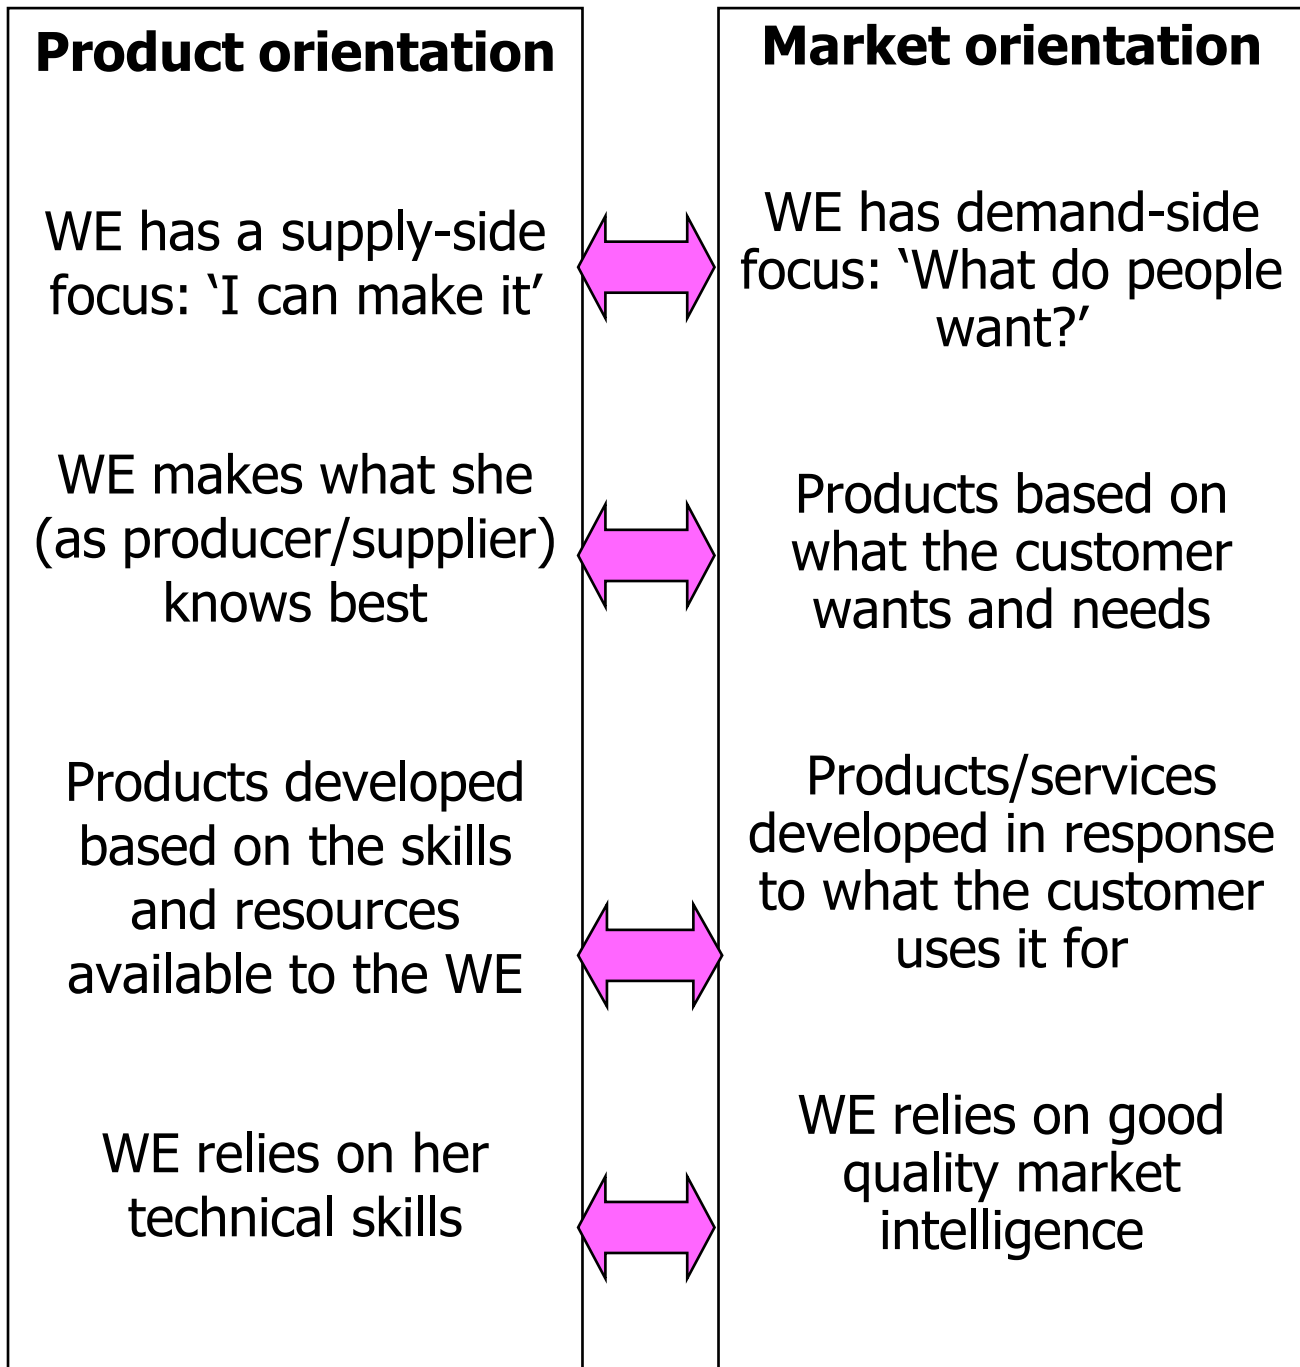 Product orientation
WE has a supply-side
focus: ‘I can make it’
WE makes what she
(as producer/supplier)
knows best
Products developed
based on the skills
and resources
available to the WE
WE relies on her
technical skills
Market orientation
WE has demand-side
focus: ‘What do people
want?’
Products based on
what the customer
wants and needs
Products/services
developed in response
to what the customer
uses it for
WE relies on good
quality market
intelligence